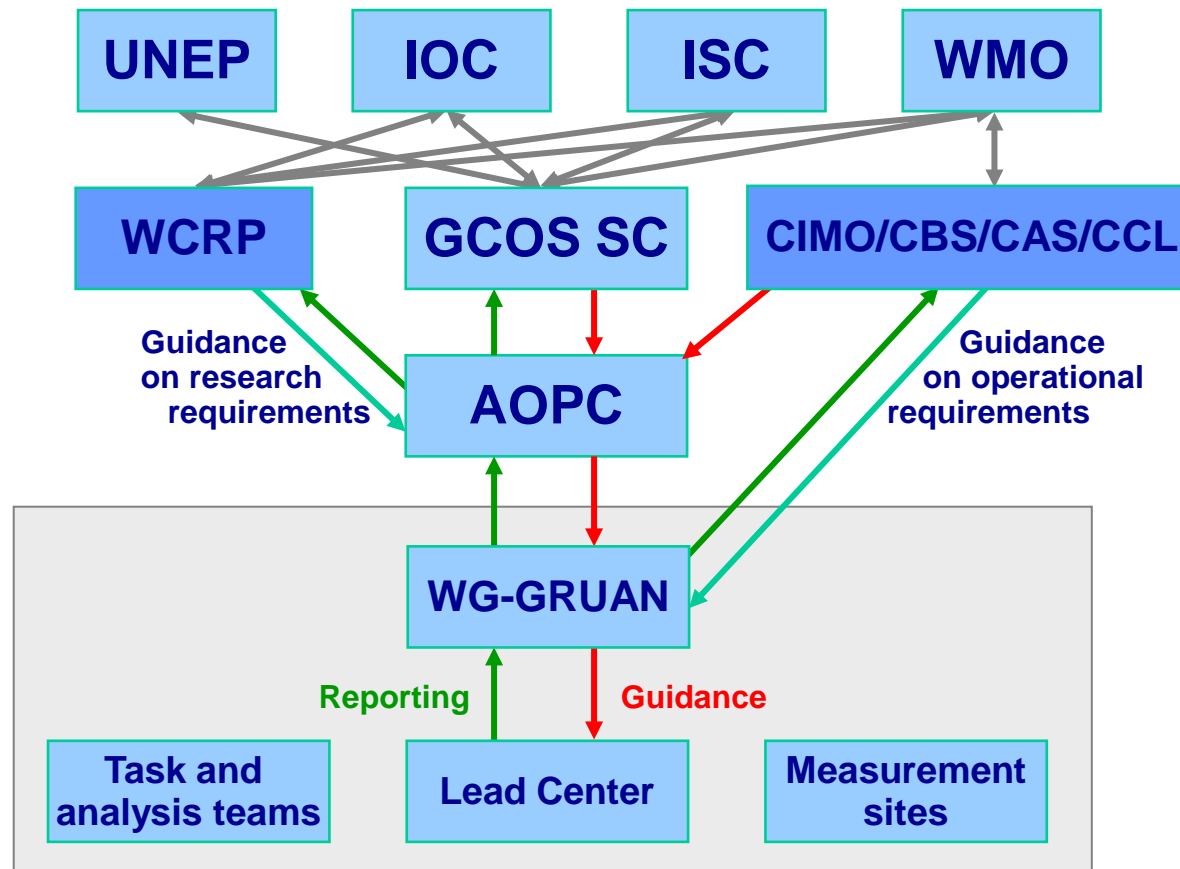 UNEP
IOC
ISC
WMO
WCRP
GCOS SC
CIMO/CBS/CAS/CCL
Guidance
on research
requirements
AOPC
Guidance
on operational
requirements
WG-GRUAN
Reporting
Guidance
Task and
analysis teams
Lead Center
Measurement
sites